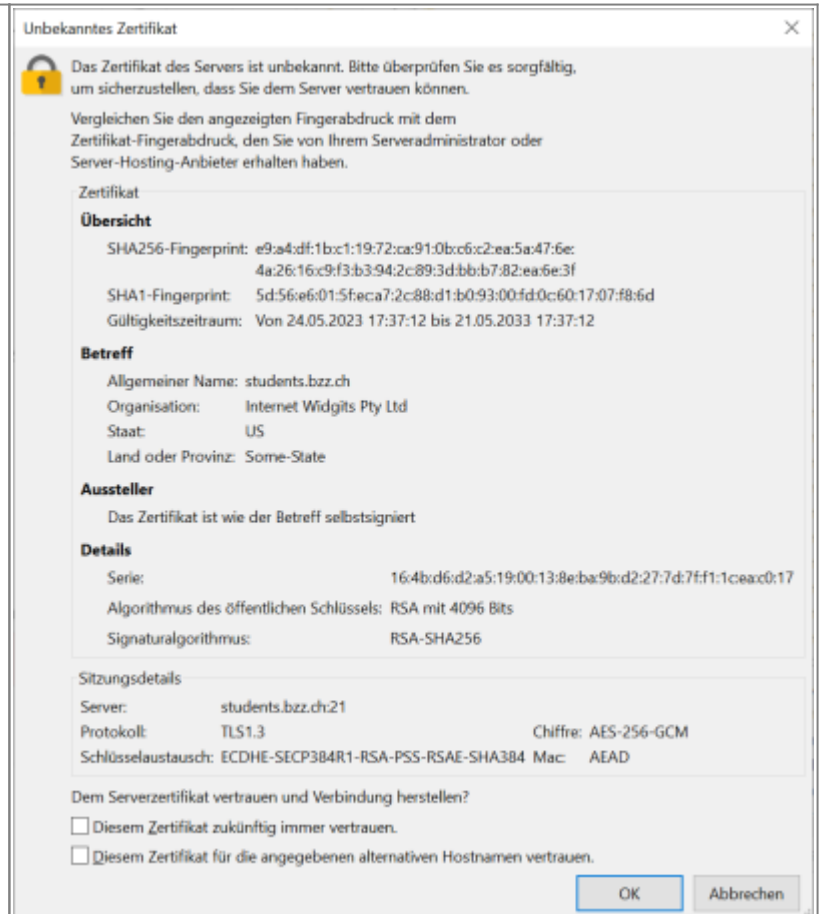 Unbekanntes Zertifikat
Das Zertifikat des Servers ist unbekannt. Bitte überprüfen Sie es sorgfältig,
um sicherzustellen, dass Sie dem Server vertrauen können.
Vergleichen Sie den angezeigten Fingerabdruck mit dem
Zertifikat-Fingerabdruck, den Sie von Ihrem Serveradministrator oder
Server-Hosting-Anbieter erhalten haben.
Zertifikat
Übersicht
SHA256-Fingerprint: e9:a4:df:1b:c1:19:72:ca:91:0b:c6:c2:ea:5a:47:6e:
4a:26:16:c9:f3:b3:94:2c:89:3d:bb:b7:82:ea:6e:3f
SHA1-Fingerprint: 5d:56:e6:01:5f:ec:a7:2c:88:d1:b0:93:00:fd:0c:60:17:07:f8:6d
Gültigkeitszeitraum: Von 24.05.2023 17:37:12 bis 21.05.2033 17:37:12
Betreff
Allgemeiner Name: students.bzz.ch
Organisation: Internet Widgits Pty Ltd
Staat: US
Land oder Provinz: Some-State
Aussteller
Das Zertifikat ist wie der Betreff selbstsigniert
Details
Serie: 16:4b:d6:d2:a5:19:00:13:8e:ba:9b:d2:27:7d:7f:f1:1c:ea:c0:17
Algorithmus des öffentlichen Schlüssels: RSA mit 4096 Bits
Signaturalgorithmus: RSA-SHA256
Sitzungsdetails
Server: students.bzz.ch:21
Protokoll: TLS1.3 Chiffre: AES-256-GCM
Schlüsselaustausch: ECDHE-SECP384R1-RSA-PSS-RSAE-SHA384 Mac: AEAD
Dem Serverzertifikat vertrauen und Verbindung herstellen?
Diesem Zertifikat zukünftig immer vertrauen.
Diesem Zertifikat für die angegebenen alternativen Hostnamen vertrauen.
OK Abbrechen